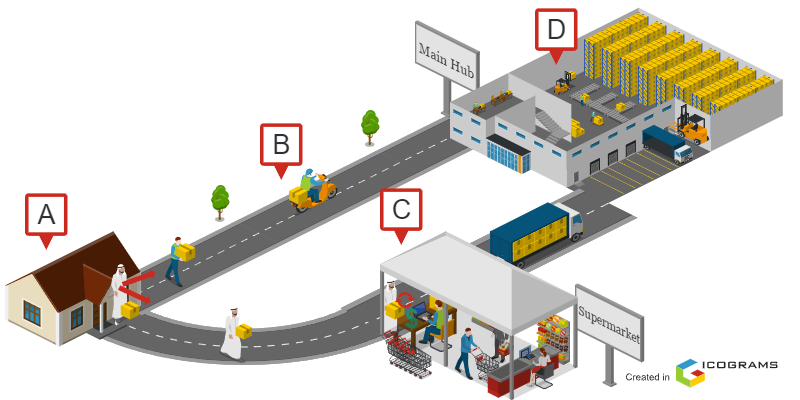 D
Main Hub
B
A
C
Supermarket
Created in
ICOGRAMS